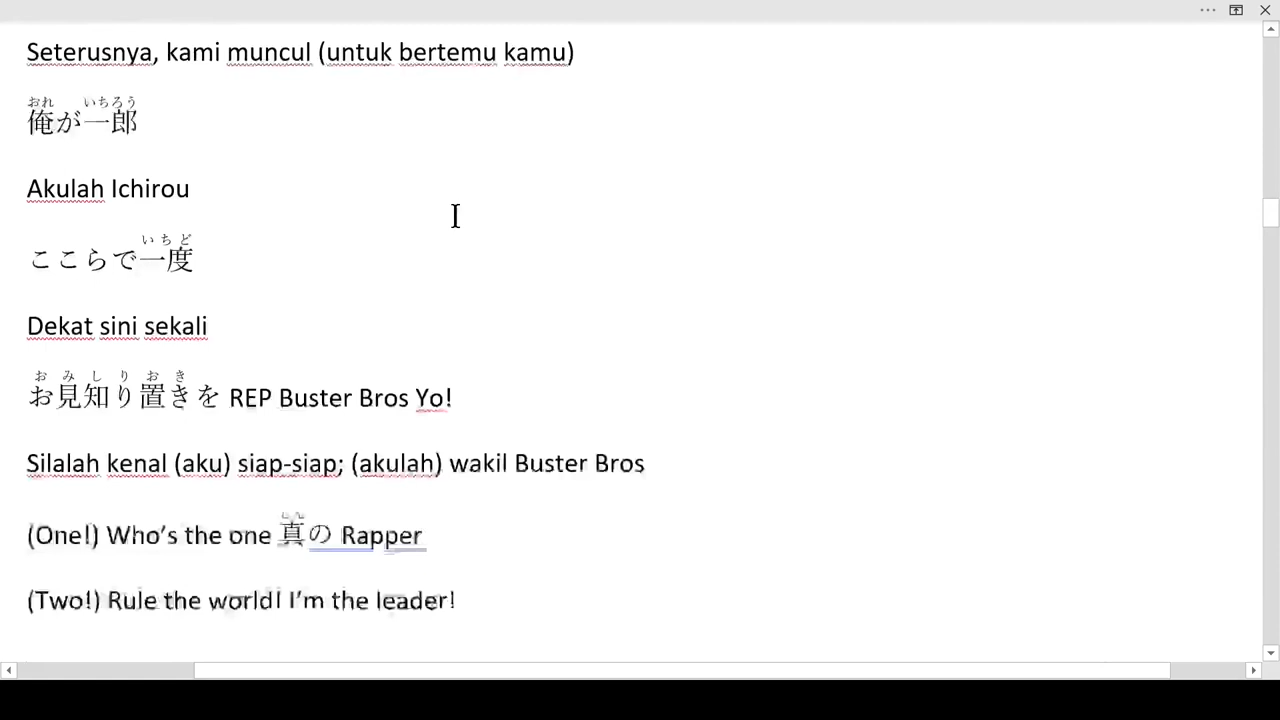 Seterusnya, kami muncul (untuk bertemu kamu)
おれ いちろう
俺が一郎
Akulah Ichirou
いちど
ここらで一度
Dekat sini sekali
お み し り お き
お見知り置きを REP Buster Bros Yo!
Silalah kenal (aku) siap-siap; (akulah) wakil Buster Bros
(One!) Who's the one 真の Rapper
(Two!) Rule the world! I'm the leader!